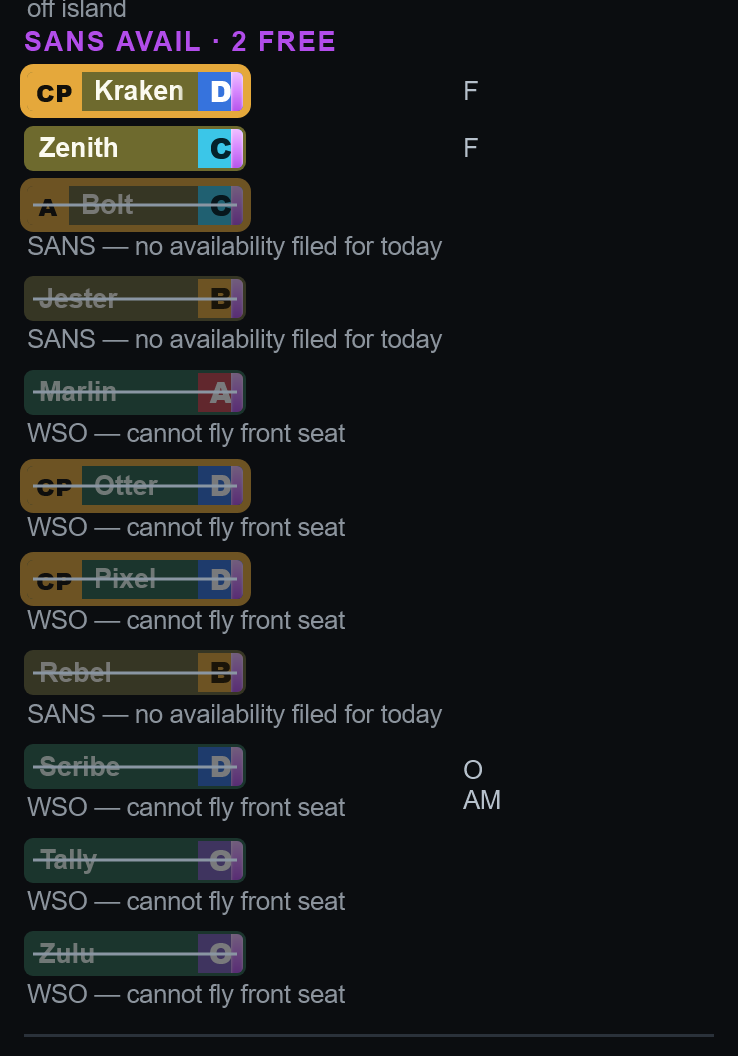 off island
SANS AVAIL · 2 FREE
CP Kraken D F
Zenith C F
A Bolt C
SANS — no availability filed for today
Jester B
SANS — no availability filed for today
Marlin A
WSO — cannot fly front seat
CP Otter D
WSO — cannot fly front seat
CP Pixel D
WSO — cannot fly front seat
Rebel B
SANS — no availability filed for today
Scribe D O
WSO — cannot fly front seat AM
Tally O
WSO — cannot fly front seat
Zulu O
WSO — cannot fly front seat